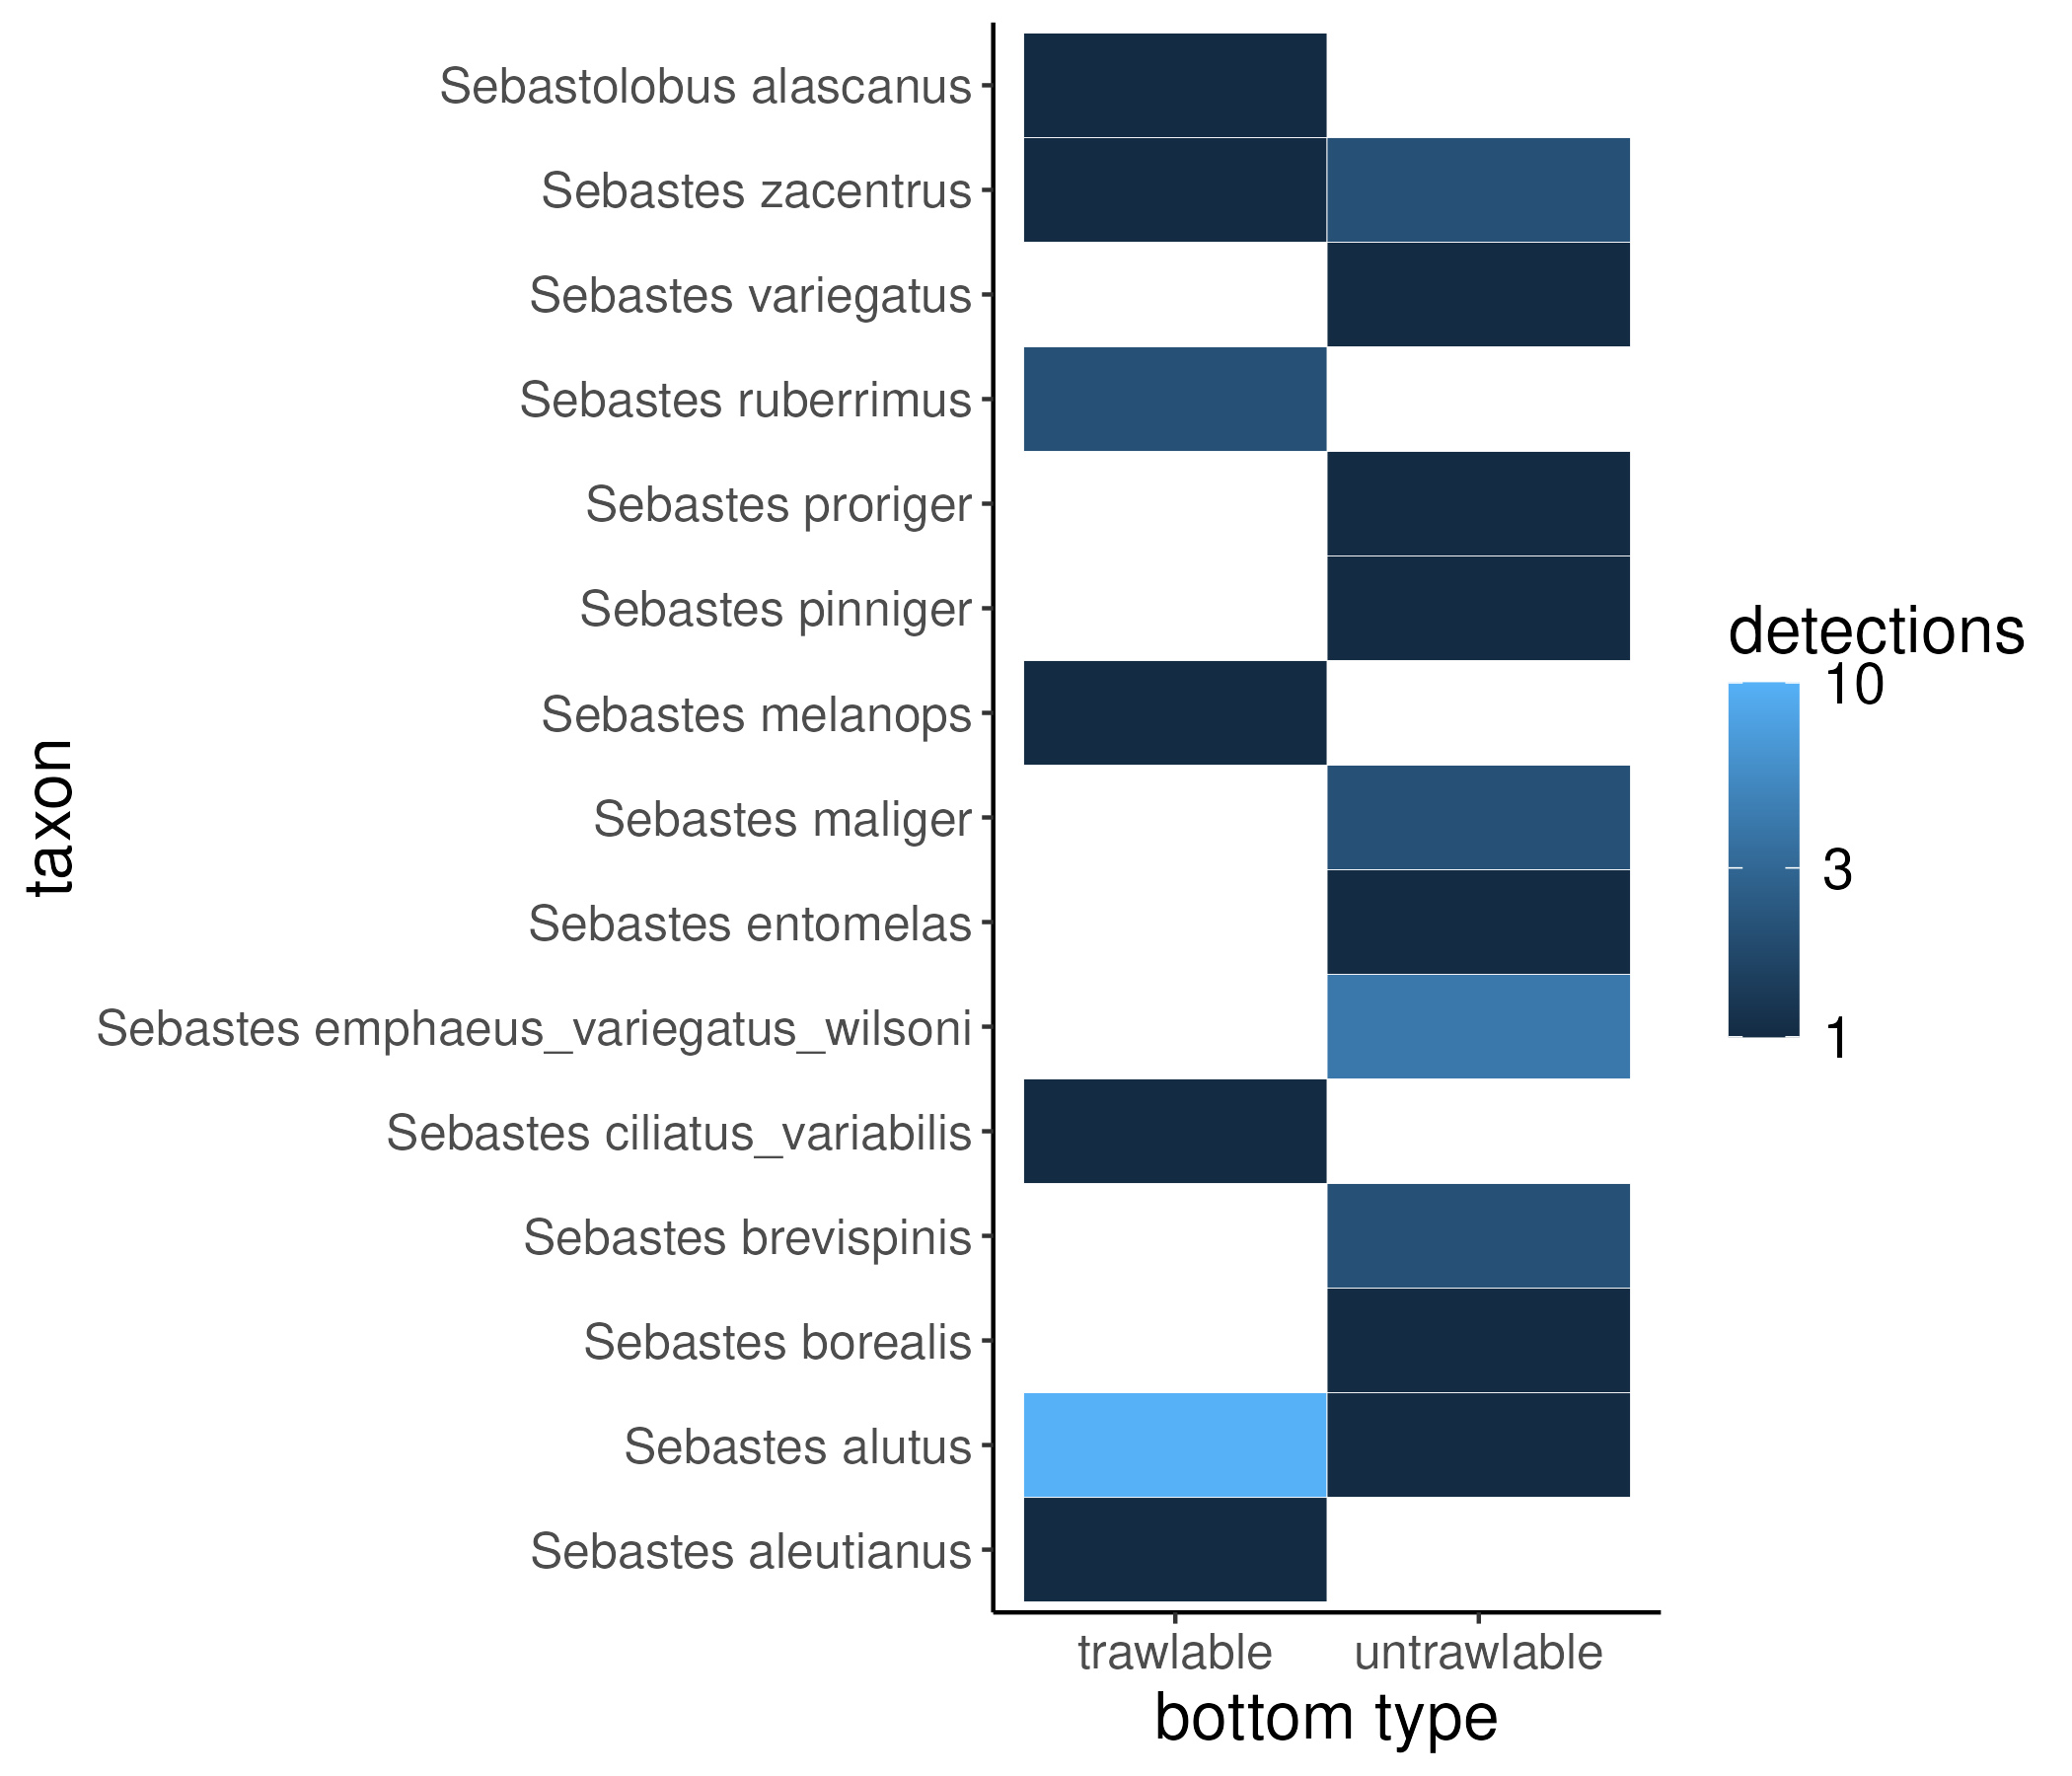 Sebastolobus alascanus
Sebastes zacentrus
Sebastes variegatus
Sebastes ruberrimus
Sebastes proriger
Sebastes pinniger
Sebastes melanops
Sebastes maliger
Sebastes entomelas
Sebastes emphaeus_variegatus_wilsoni
Sebastes ciliatus_variabilis
Sebastes brevispinis
Sebastes borealis
Sebastes alutus
Sebastes aleutianus
taxon
trawlable
untrawlable
bottom type
detections
10
3
1